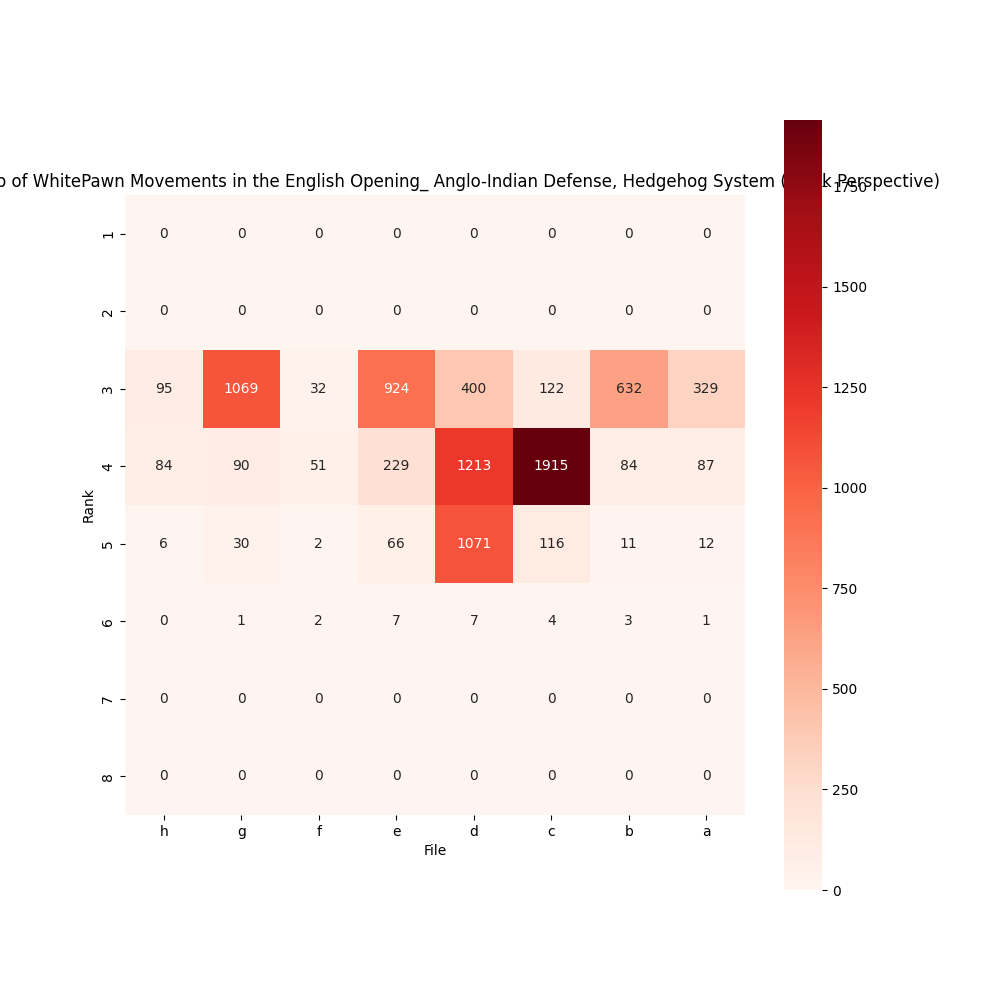 of WhitePawn Movements in the English Opening_ Anglo-Indian Defense, Hedgehog System ( Perspective)
Rank
1 0 0 0 0 0 0 0 0
2 0 0 0 0 0 0 0 0
3 95 1069 32 924 400 122 632 329
4 84 90 51 229 1213 1915 84 87
5 6 30 2 66 1071 116 11 12
6 0 1 2 7 7 4 3 1
7 0 0 0 0 0 0 0 0
8 0 0 0 0 0 0 0 0
h g f e d c b a
File
1750
1500
1250
1000
750
500
250
0